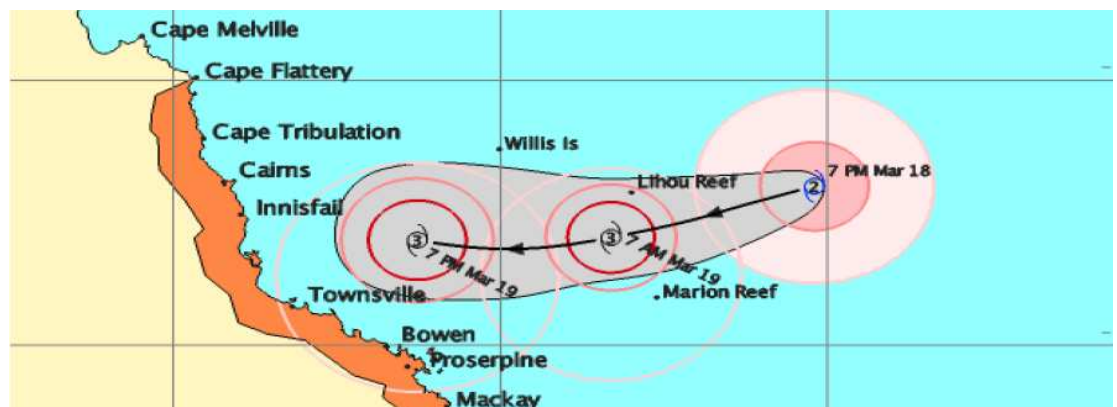 Cape Melville
Cape Flattery
Cape Tribulation
Willis Is
Cairns
7 PM Mar 18
2
Lihou Reef
Innisfail
3
7 PM Mar 19
3
7 AM Mar 19
Townsville
Marion Reef
Bowen
Proserpine
Mackay